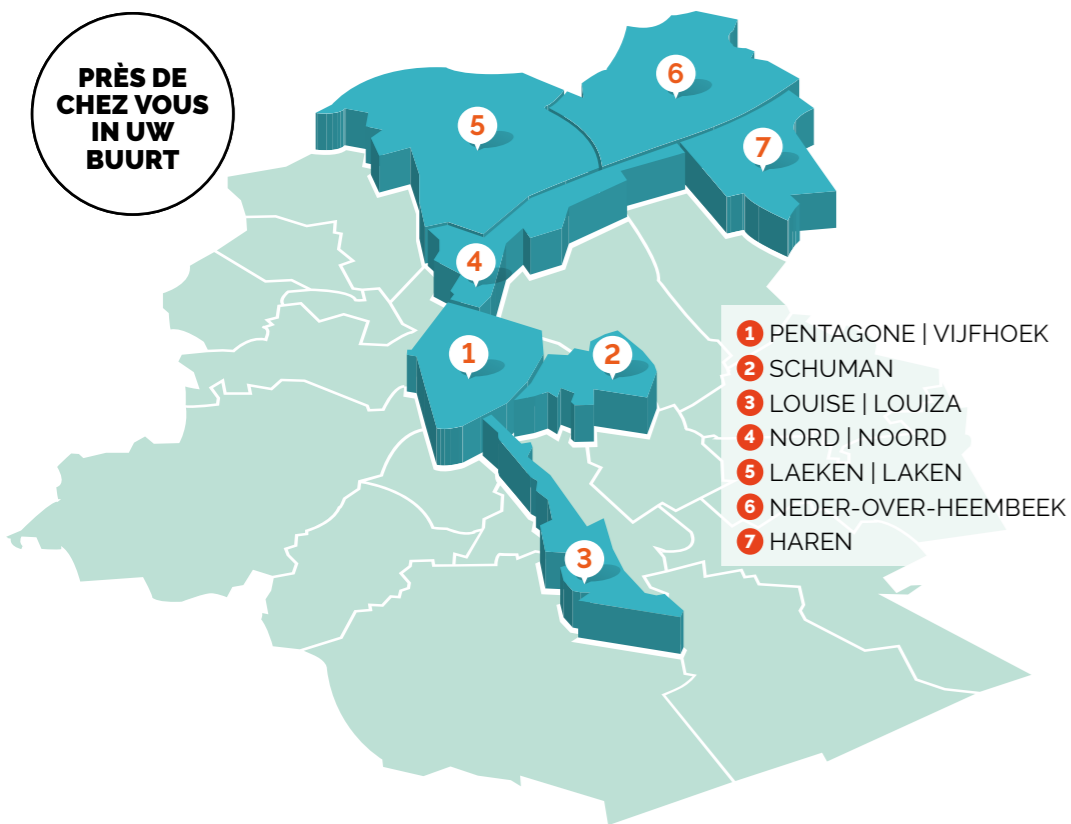 PRÈS DE
CHEZ VOUS
IN UW
BUURT
6
5
7
4
1
2
3
1 PENTAGONE | VIJFHOEK
2 SCHUMAN
3 LOUISE | LOUIZA
4 NORD | NOORD
5 LAEKEN | LAKEN
6 NEDER-OVER-HEEMBEEK
7 HAREN